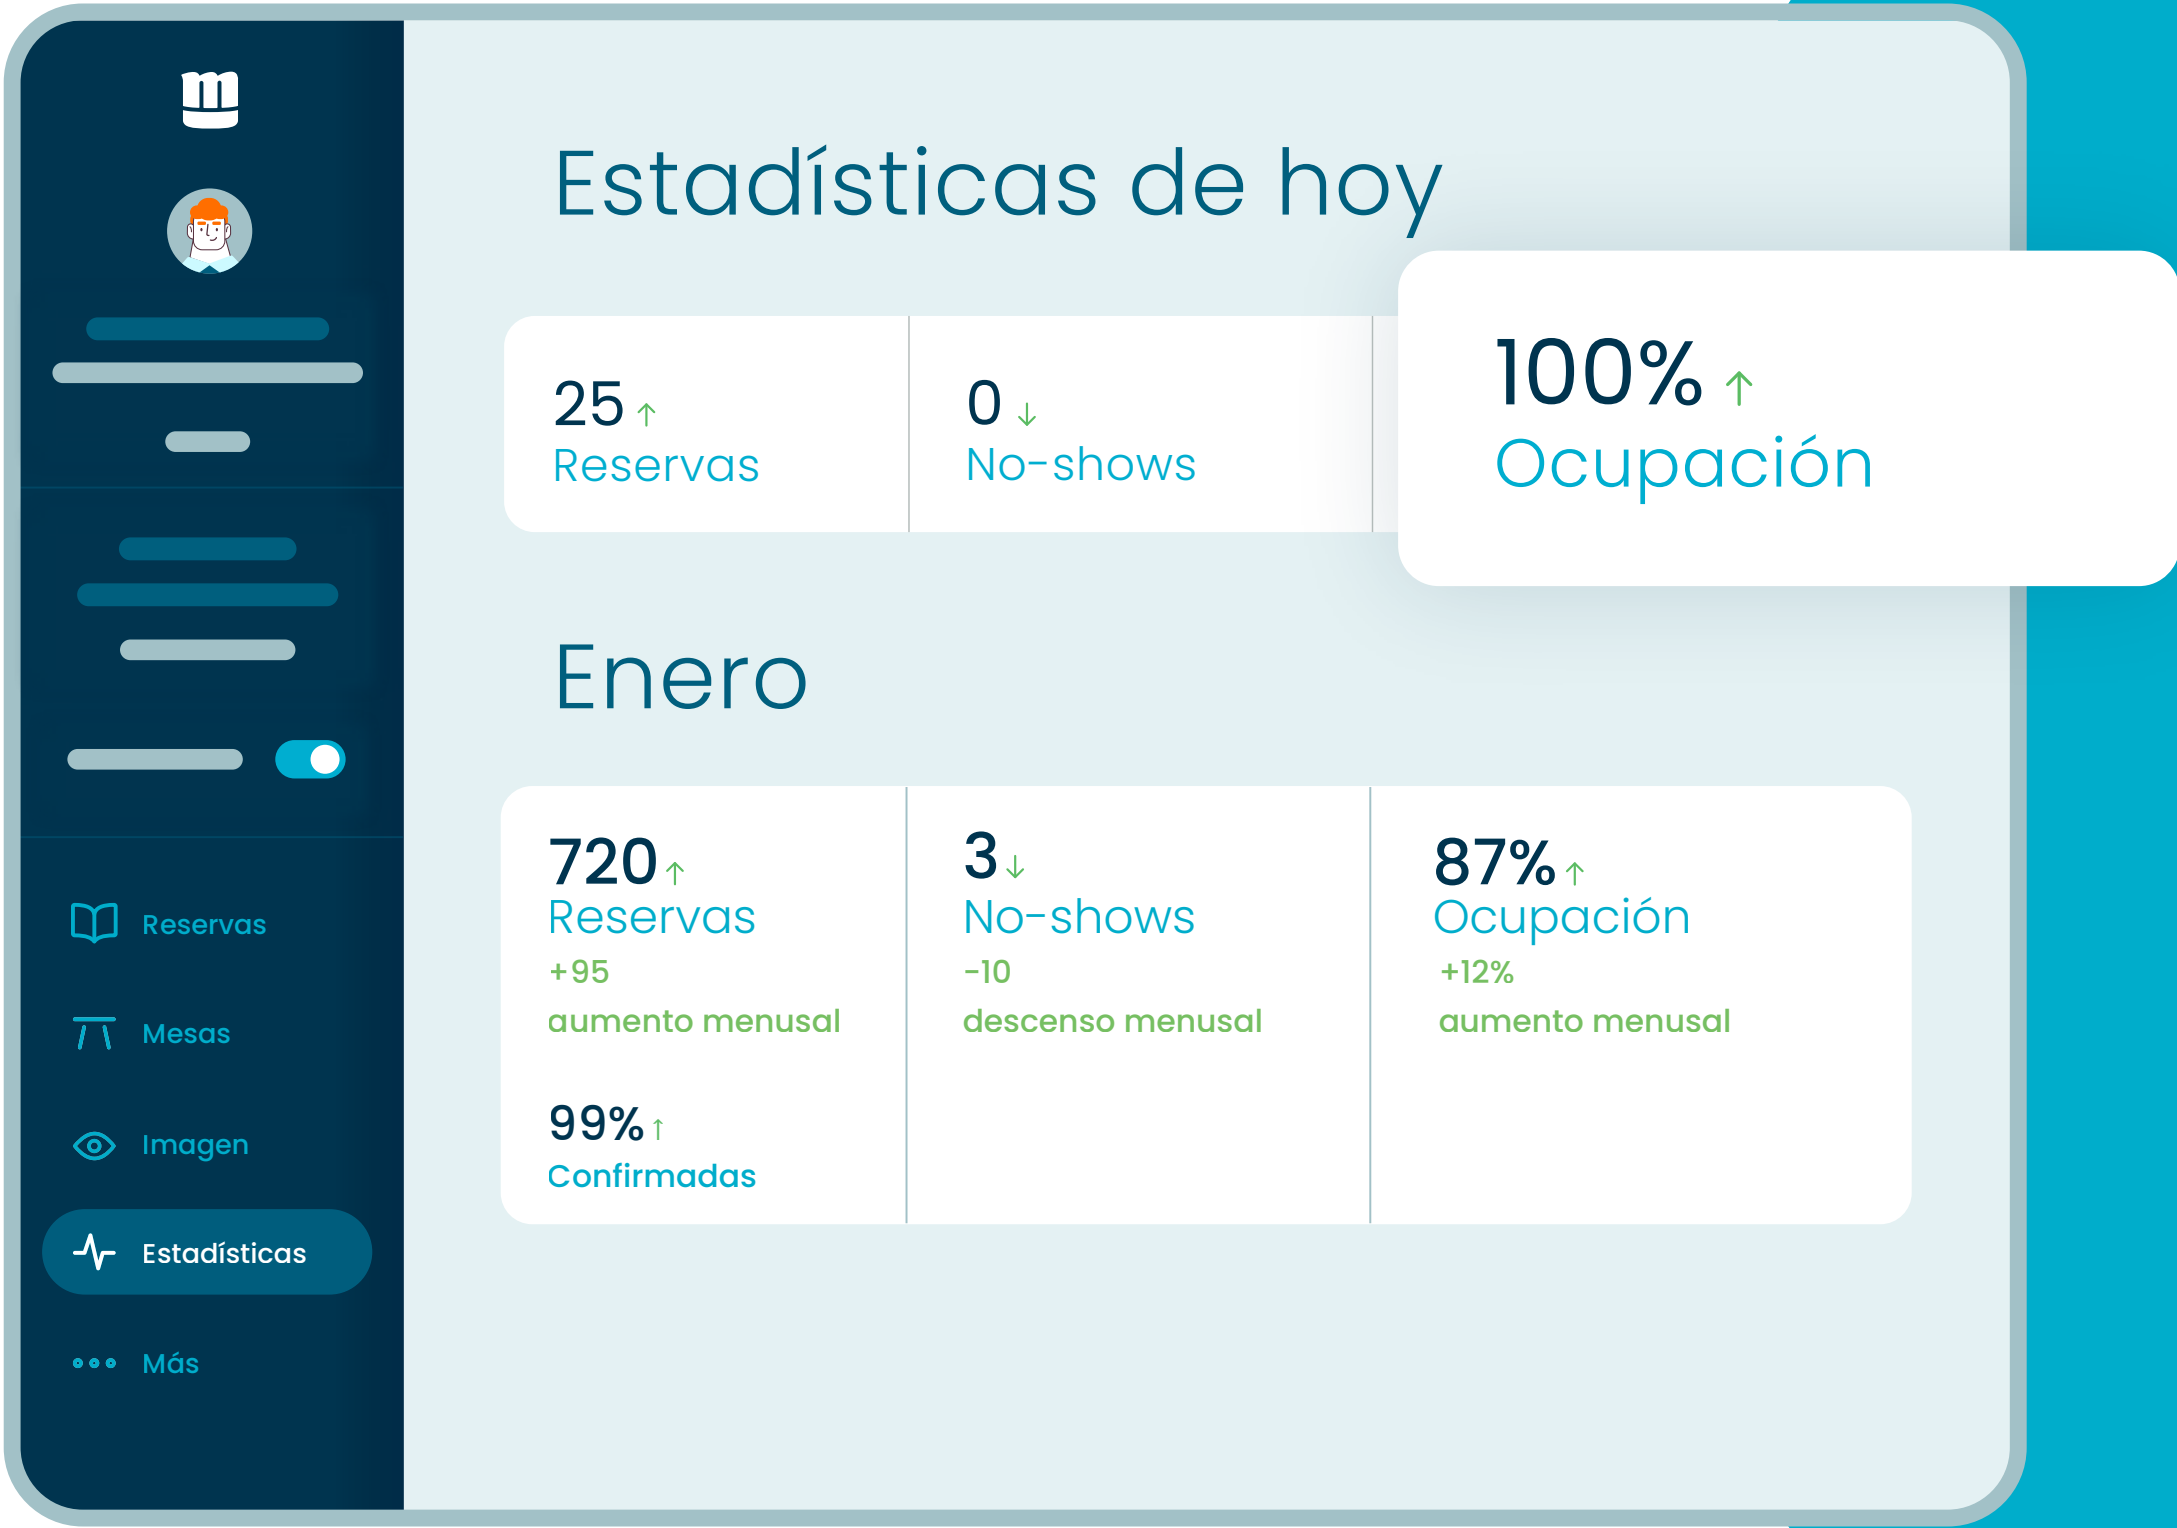 Estadísticas de hoy
25 ↑
Reservas
0 ↓
No-shows
100% ↑
Ocupación
Enero
720 ↑
Reservas
+95
aumento menusal
99% ↑
Confirmadas
3 ↓
No-shows
-10
descenso menusal
87% ↑
Ocupación
+12%
aumento menusal
Reservas
Mesas
Imagen
Estadísticas
Más